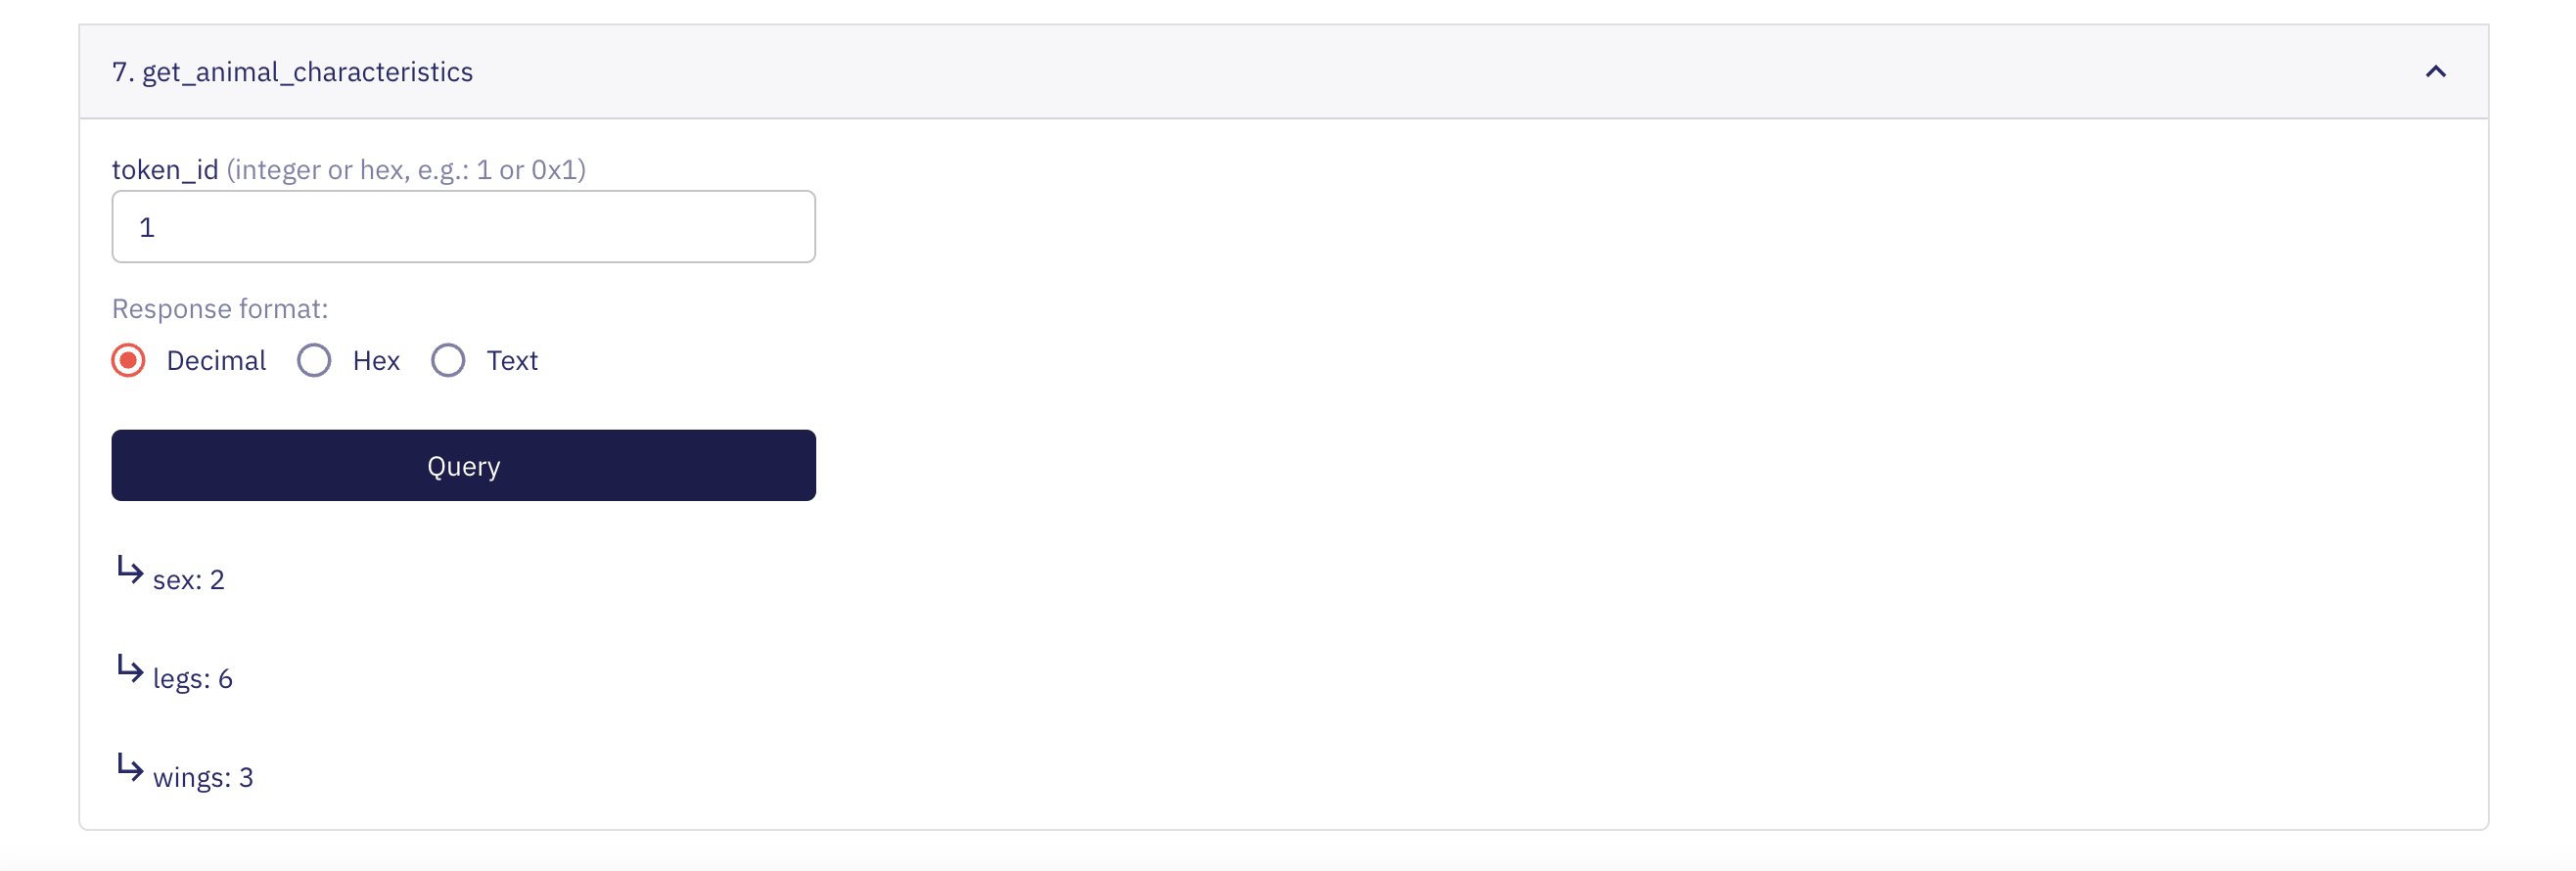 7. get_animal_characteristics
token_id (integer or hex, e.g.: 1 or 0x1)
1
Response format:
Decimal Hex Text
Query
sex: 2
legs: 6
wings: 3